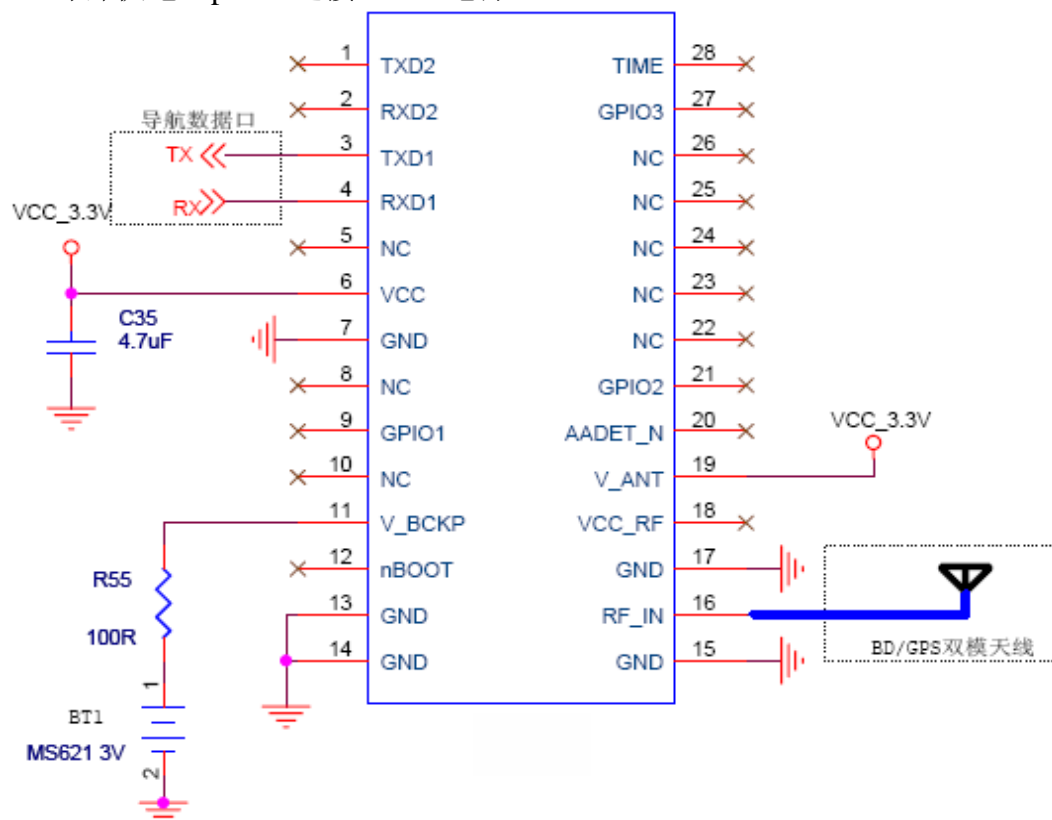 1 TXD2
2 RXD2
导航数据口
TX 3 TXD1
RX 4 RXD1
VCC_3.3V
5 NC
6 VCC
C35
4.7uF
7 GND
8 NC
9 GPIO1
10 NC
11 V_BCKP
12 nBOOT
R55
100R
13 GND
14 GND
1
BT1
MS621 3V
2
TIME 28
GPIO3 27
NC 26
NC 25
NC 24
NC 23
NC 22
GPIO2 21
AADET_N 20
VCC_3.3V
V_ANT 19
VCC_RF 18
GND 17
RF_IN 16
GND 15
BD/GPS双模天线